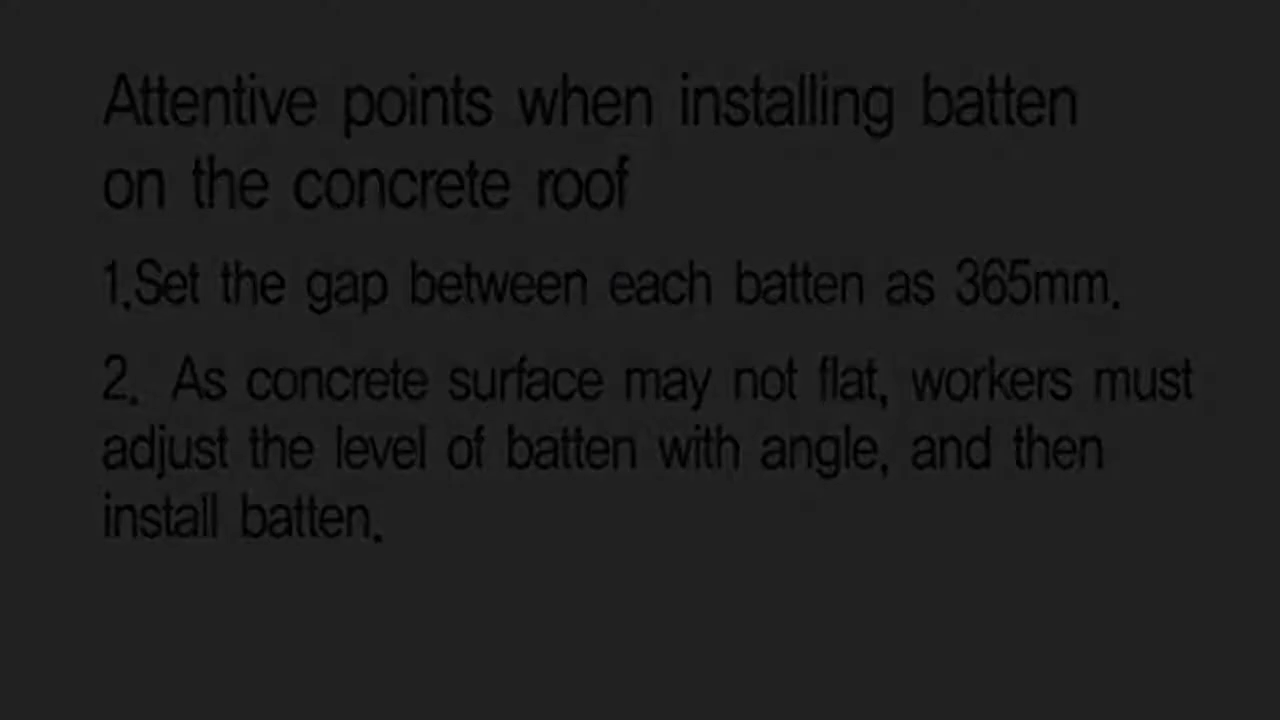 Attentive points when installing batten
on the concrete roof
1.Set the gap between each batten as 365mm.
2. As concrete surface may not flat, workers must
adjust the level of batten with angle, and then
install batten.